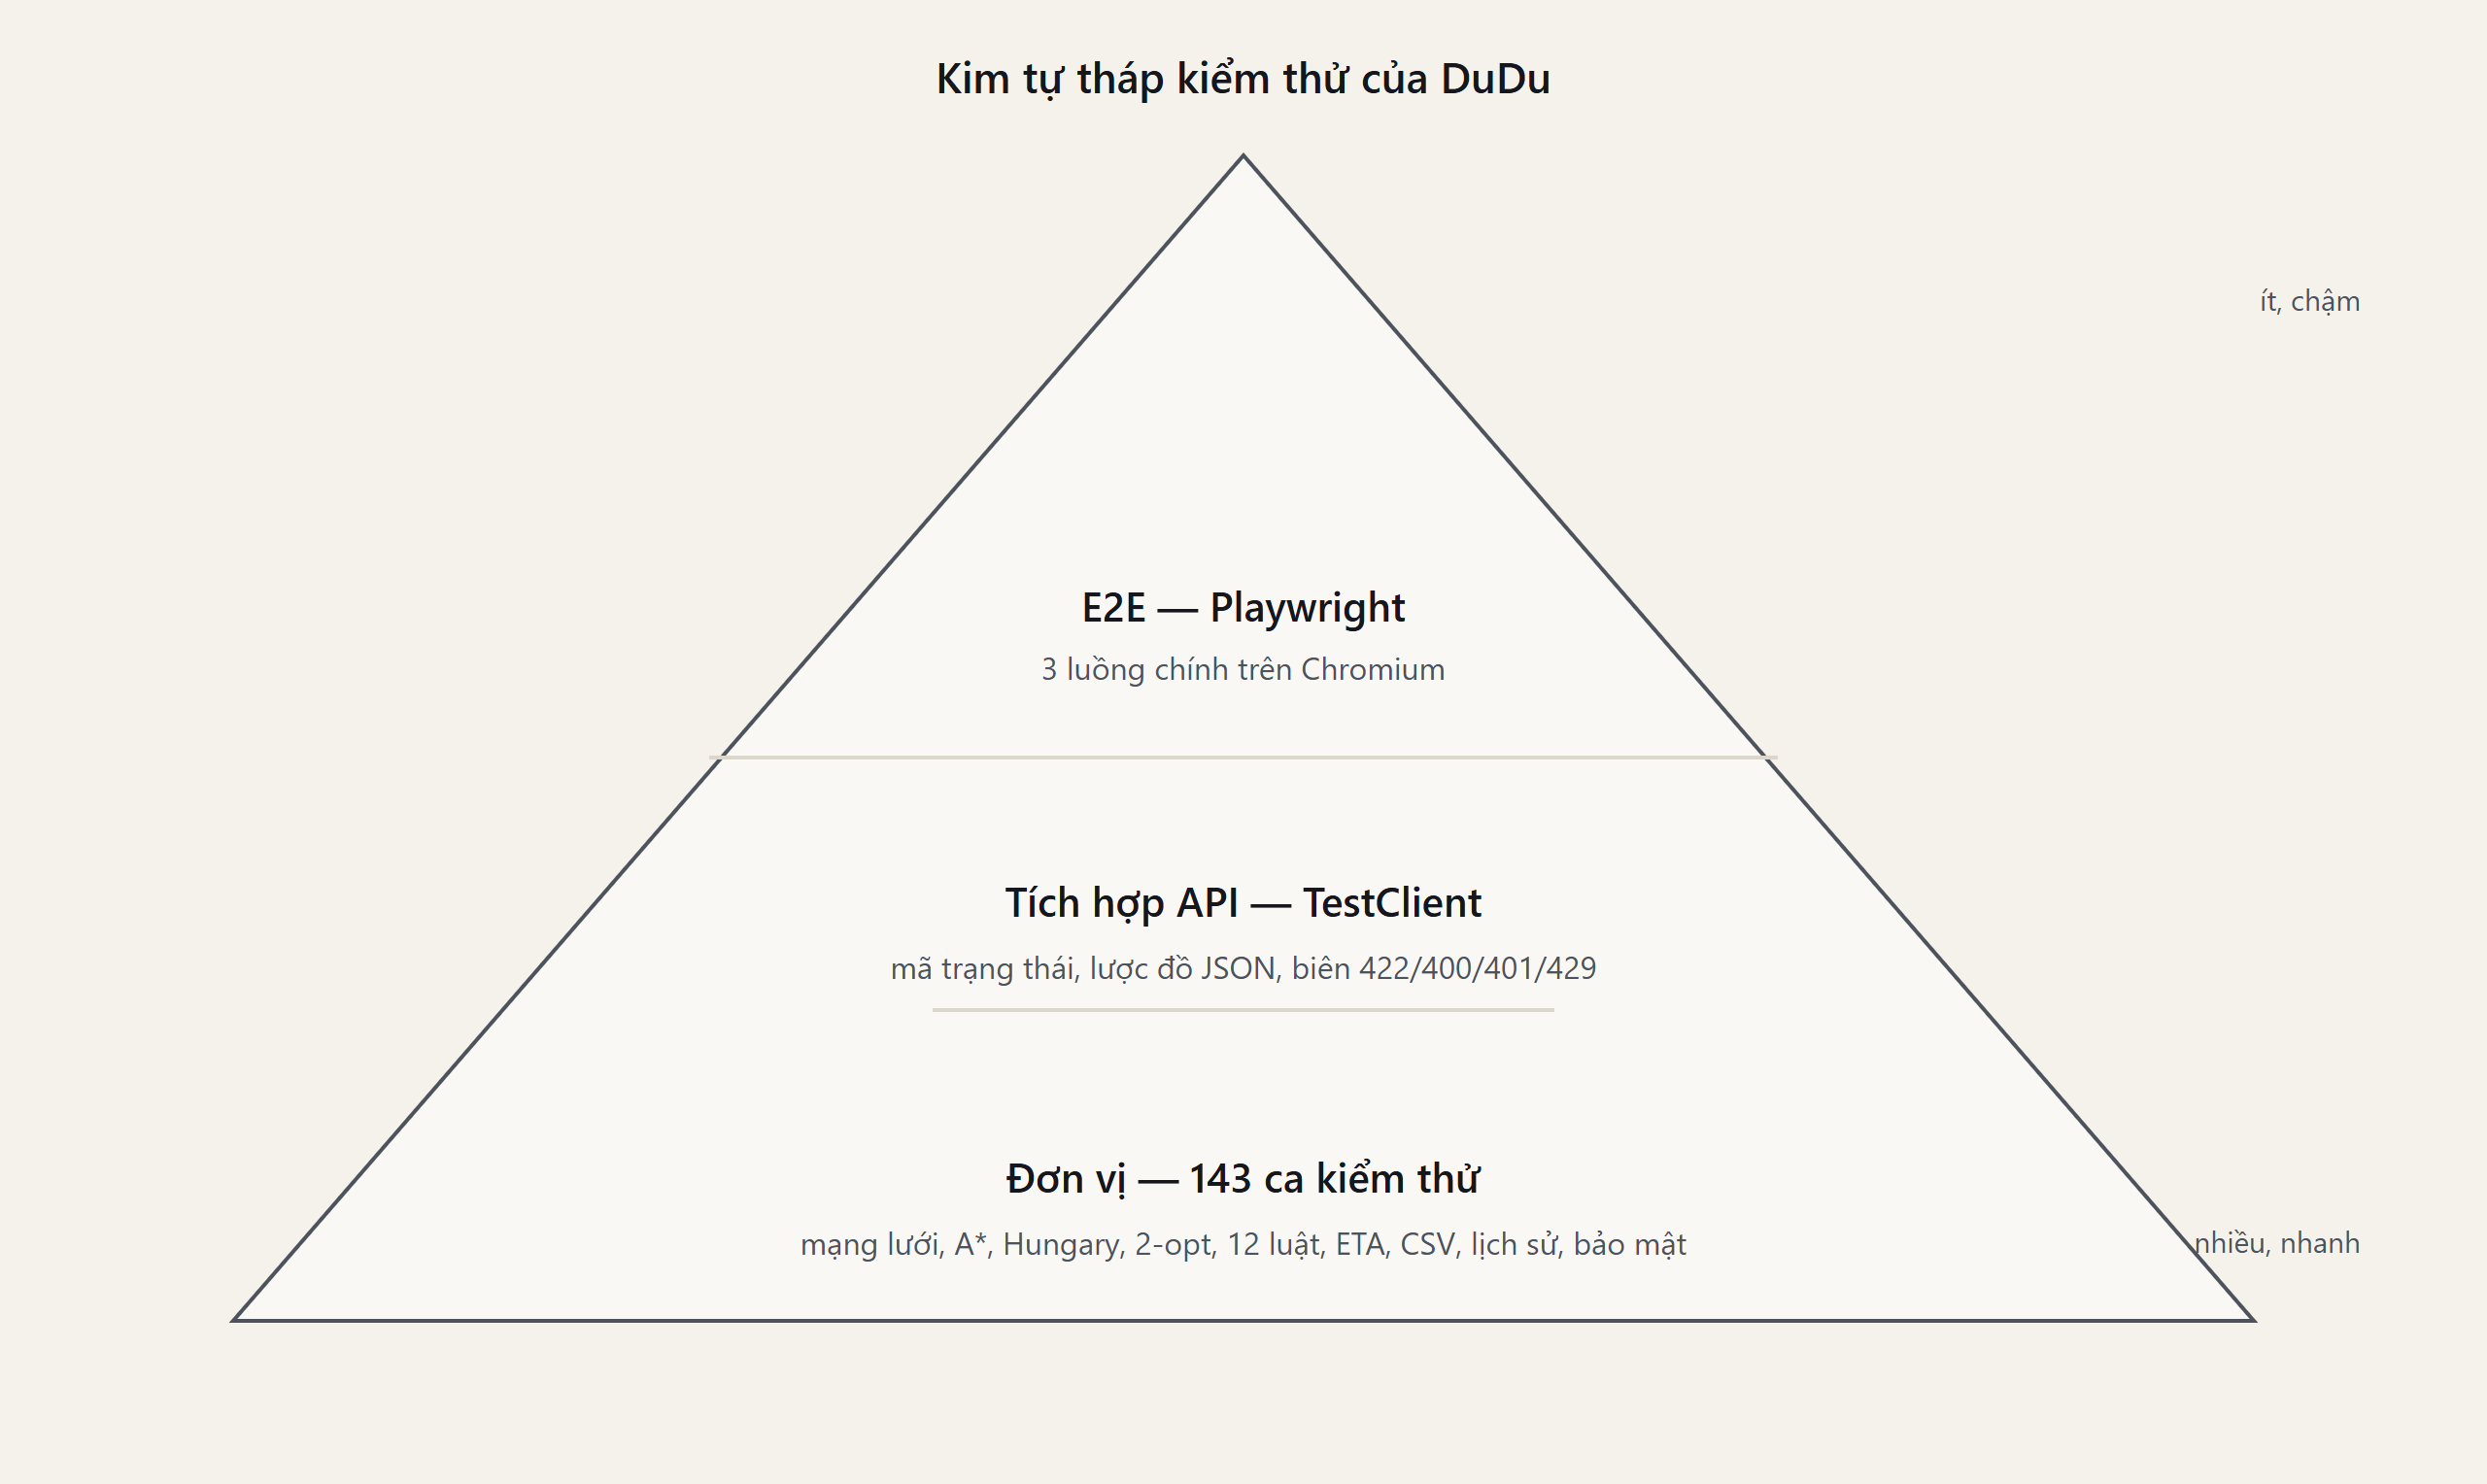 Kim tự tháp kiểm thử của DuDu
ít, chậm
E2E — Playwright
3 luồng chính trên Chromium
Tích hợp API — TestClient
mã trạng thái, lược đồ JSON, biên 422/400/401/429
Đơn vị — 143 ca kiểm thử
mạng lưới, A*, Hungary, 2-opt, 12 luật, ETA, CSV, lịch sử, bảo mật
nhiều, nhanh